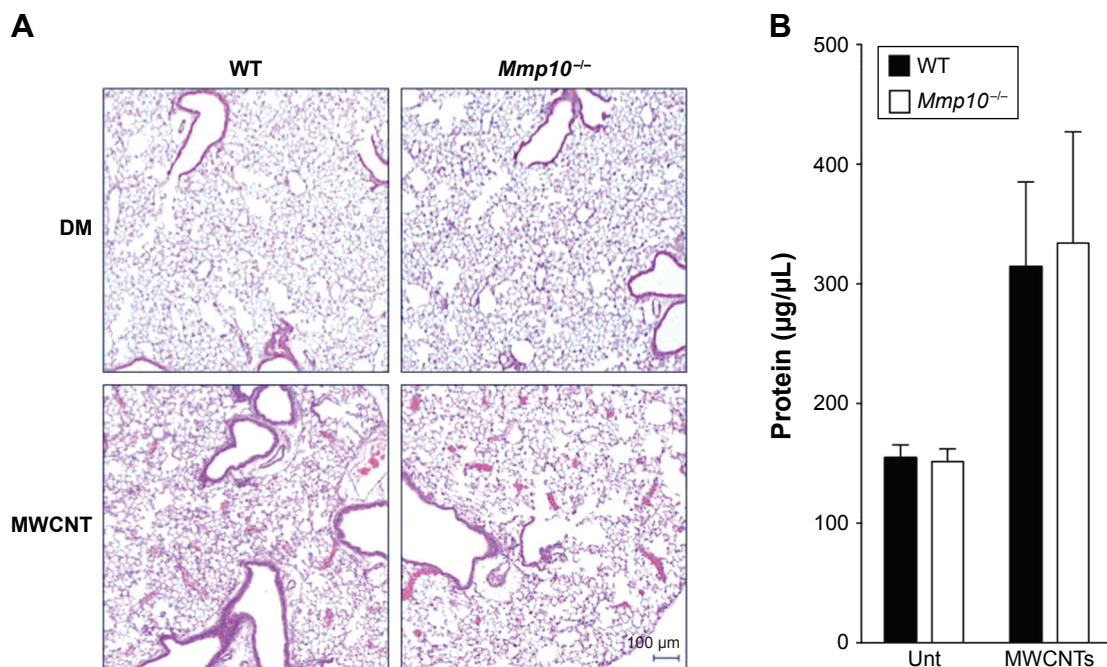 A
WT
Mmp10–/–
DM
MWCNT
100 µm
B
500
400
300
200
100
0
Protein (µg/µL)
WT
Mmp10–/–
Unt
MWCNTs